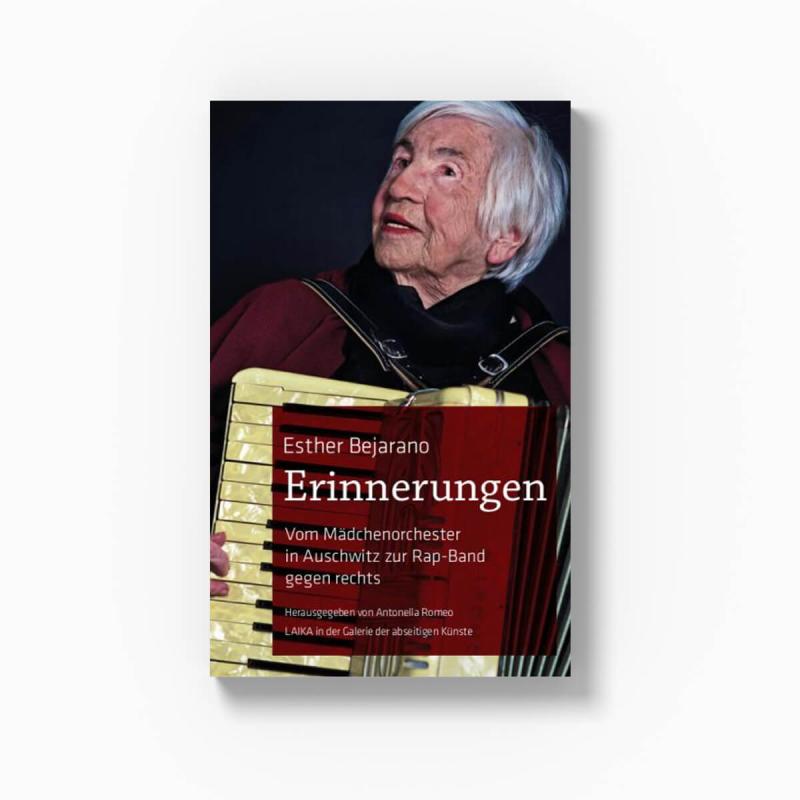 Esther Bejarano
Erinnerungen
Vom Mädchenorchester
in Auschwitz zur Rap-Band
gegen rechts
Herausgegeben von Antonella Romeo
LAIKA in der Galerie der abseitigen Künste